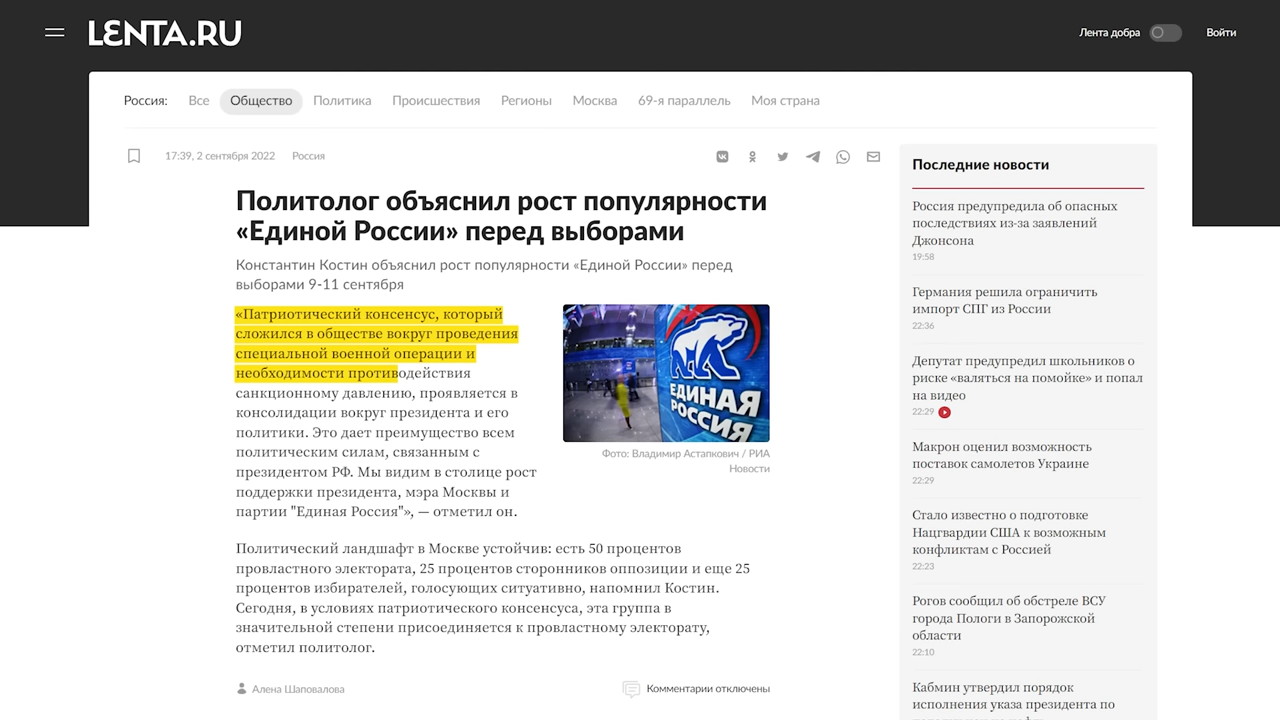 LENTA.RU
Лента добра
Войти
Россия:
Все
Общество
Политика
Происшествия
Регионы
Москва
69-я параллель
Моя страна
17:39, 2 сентября 2022
Россия
Политолог объяснил рост популярности
«Единой России» перед выборами
Константин Костин объяснил рост популярности «Единой России» перед
выборами 9-11 сентября
«Патриотический консенсус, который
сложился в обществе вокруг проведения
специальной военной операции и
необходимости противодействия
санкционному давлению, проявляется в
консолидации вокруг президента и его
политики. Это дает преимущество всем
политическим силам, связанным с
президентом РФ. Мы видим в столице рост
поддержки президента, мэра Москвы и
партии "Единая Россия"», — отметил он.
ЕДИНАЯ
РОССИЯ
Фото: Владимир Астапкович / РИА
Новости
Политический ландшафт в Москве устойчив: есть 50 процентов
провластного электората, 25 процентов сторонников оппозиции и еще 25
процентов избирателей, голосующих ситуативно, напомнил Костин.
Сегодня, в условиях патриотического консенсуса, эта группа в
значительной степени присоединяется к провластному электорату,
отметил политолог.
Алена Шаповалова
Комментарии отключены
Последние новости
Россия предупредила об опасных
последствиях из-за заявлений
Джонсона
19:58
Германия решила ограничить
импорт СПГ из России
22:36
Депутат предупредил школьников о
риске «валяться на помойке» и попал
на видео
22:29
Макрон оценил возможность
поставок самолетов Украине
22:29
Стало известно о подготовке
Нацгвардии США к возможным
конфликтам с Россией
22:23
Рогов сообщил об обстреле ВСУ
города Пологи в Запорожской
области
22:10
Кабмин утвердил порядок
исполнения указа президента по